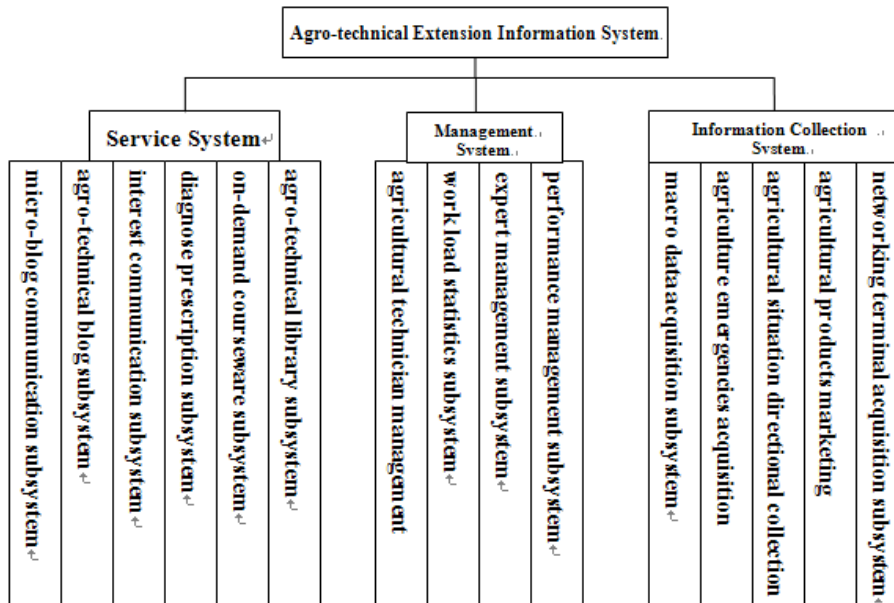 Agro-technical Extension Information System.
Service System
Management
System.
Information Collection
System.
micro-blog communication subsystem
agro-technical blog subsystem
interest communication subsystem
diagnose prescription subsystem
on-demand courseware subsystem
agro-technical library subsystem
agricultural technician management
work load statistics subsystem
expert management subsystem
performance management subsystem
macro data acquisition subsystem
agriculture emergencies acquisition
agricultural situation directional collection
agricultural products marketing
networking terminal acquisition subsystem